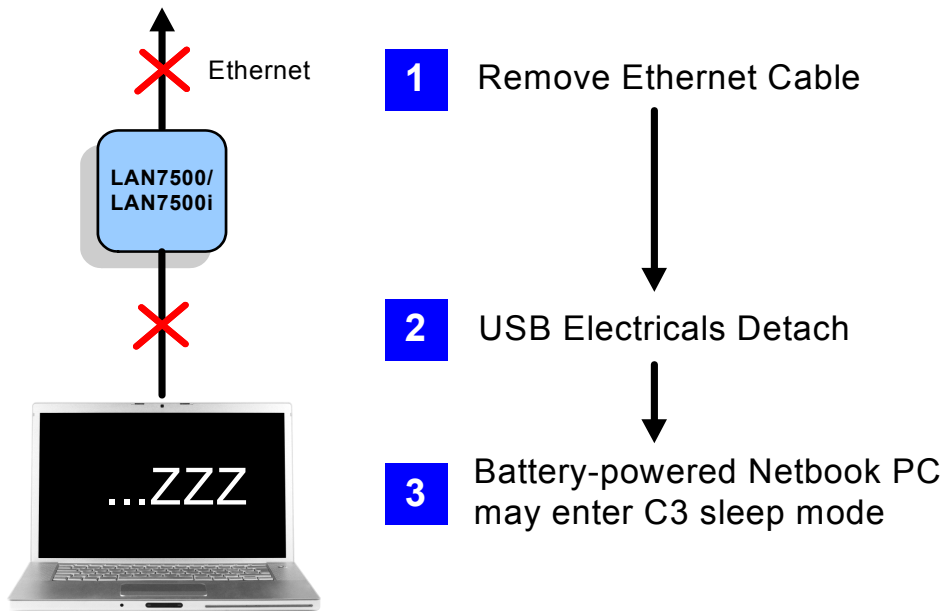 Ethernet
LAN7500/
LAN7500i
...ZZZ
1 Remove Ethernet Cable
2 USB Electricals Detach
3 Battery-powered Netbook PC
may enter C3 sleep mode